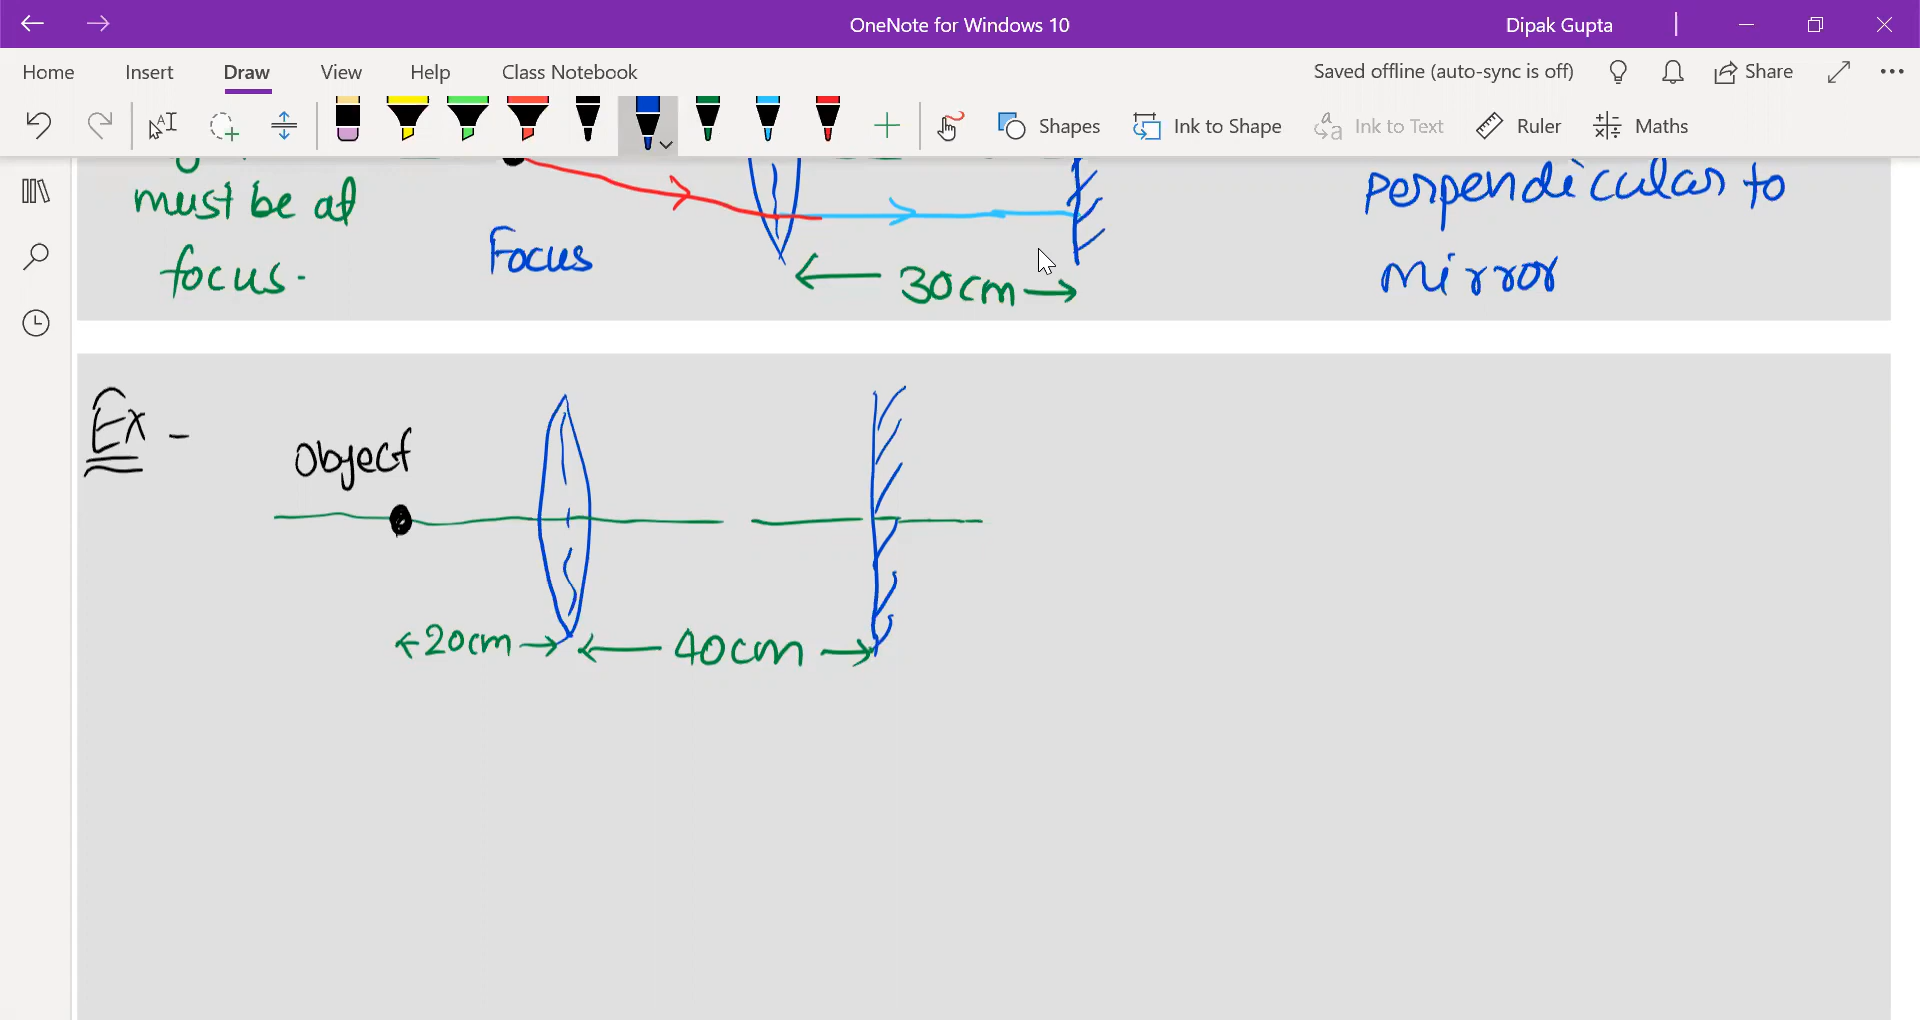 OneNote for Windows 10
Dipak Gupta
Home Insert Draw View Help Class Notebook
Saved offline (auto-sync is off)
Share
Shapes
Ink to Shape
Ink to Text
Ruler
Maths
must be at
focus.
Focus
30cm
perpendicular to
mirror
Ex -
Object
20cm
40cm